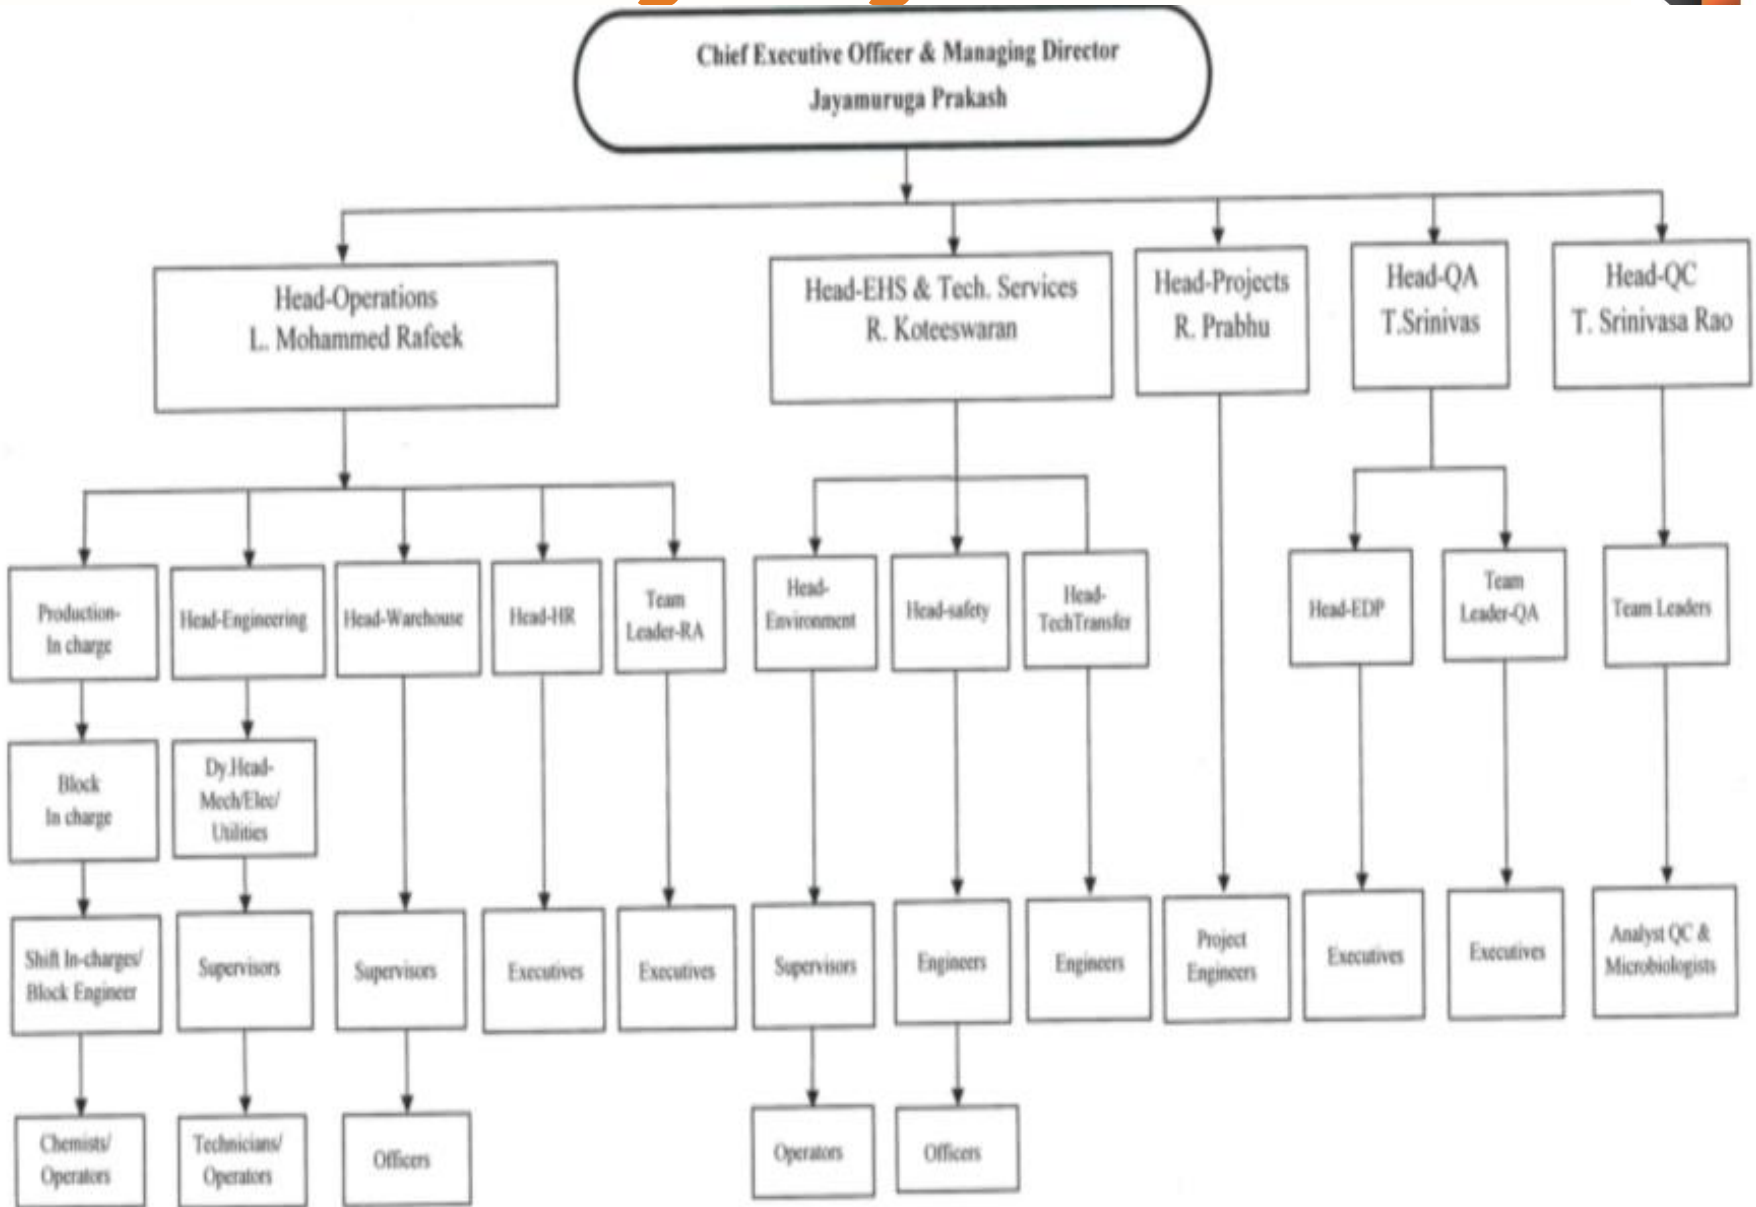 Chief Executive Officer & Managing Director
Jayamuruga Prakash
Head-Operations
L. Mohammed Rafeek
Head-EHS & Tech. Services
R. Koteeswaran
Head-Projects
R. Prabhu
Head-QA
T.Srinivas
Head-QC
T. Srinivasa Rao
Production-
In charge
Head-Engineering
Head-Warehouse
Head-HR
Team
Leader-RA
Head-
Environment
Head-safety
Head-
TechTransfer
Head-EDP
Team
Leader-QA
Team Leaders
Block
In charge
Dy.Head-
Mech/Elec/
Utilities
Shift In-charges/
Block Engineer
Supervisors
Supervisors
Executives
Executives
Supervisors
Engineers
Engineers
Project
Engineers
Executives
Executives
Analyst QC &
Microbiologists
Chemists/
Operators
Technicians/
Operators
Officers
Operators
Officers